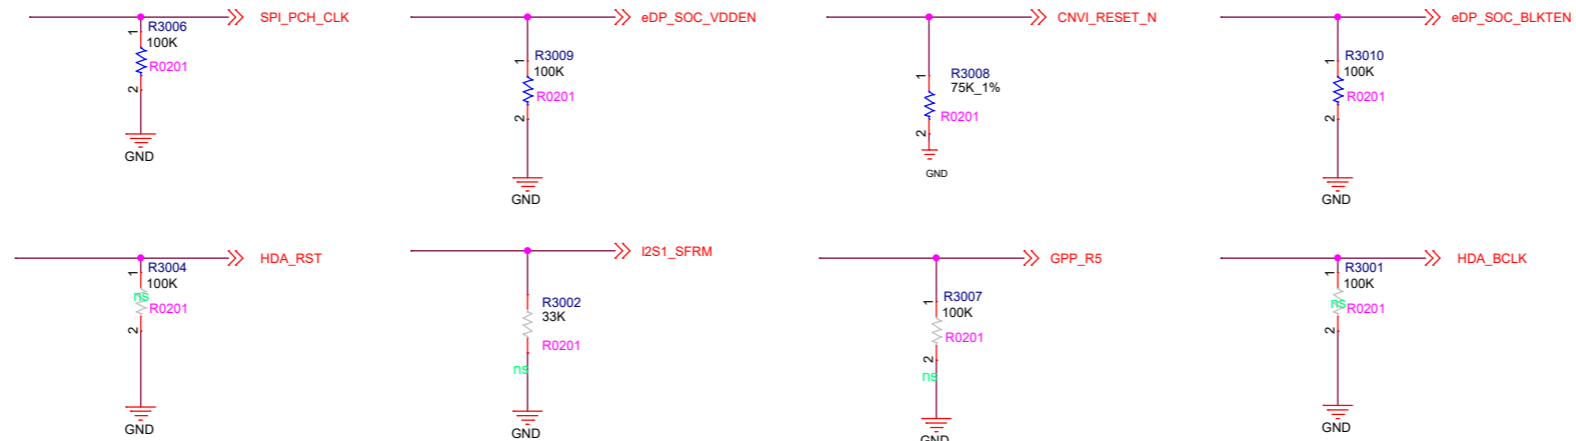 SPI_PCH_CLK
1
R3006
100K
R0201
2
GND
eDP_SOC_VDDEN
R3009
1
100K
R0201
2
GND
CNVI_RESET_N
1
R3008
75K_1%
R0201
2
GND
eDP_SOC_BLKTEN
R3010
1
100K
R0201
2
GND
HDA_RST
1
R3004
100K
ns
R0201
2
GND
I2S1_SFRM
R3002
33K
R0201
ns
GND
GPP_R5
1
R3007
100K
R0201
2
ns
GND
HDA_BCLK
1
R3001
100K
ns
R0201
2
GND